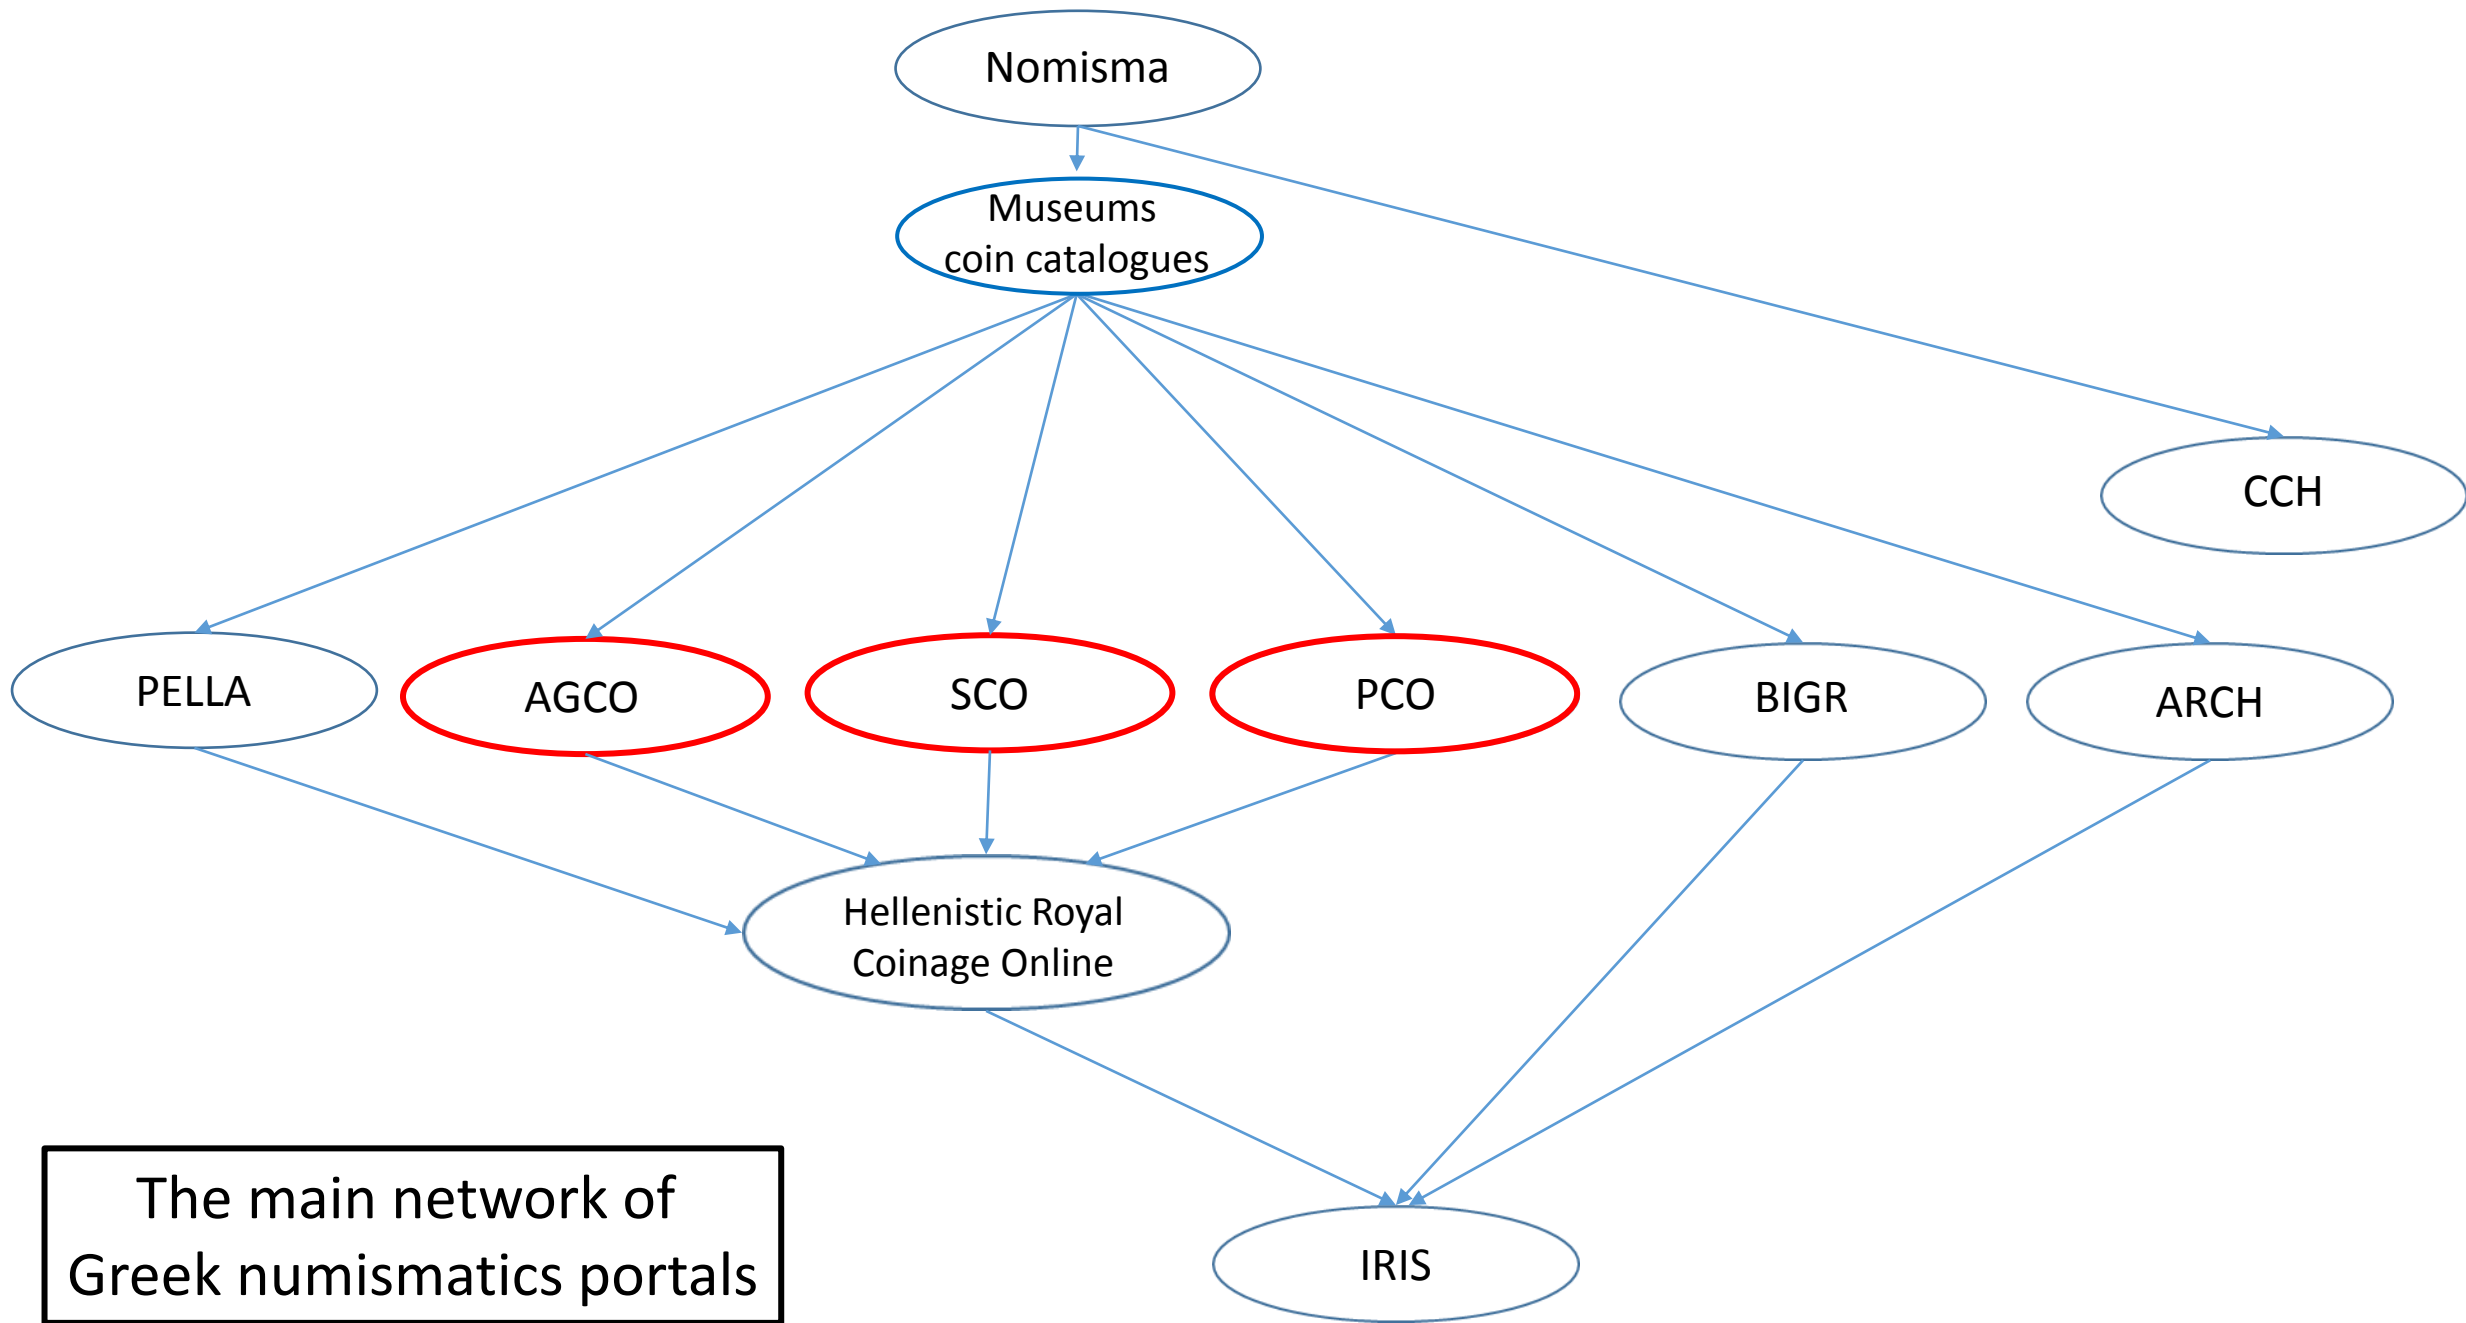 Nomisma
Museums
coin catalogues
CCH
PELLA
AGCO
SCO
PCO
BIGR
ARCH
Hellenistic Royal
Coinage Online
The main network of
Greek numismatics portals
IRIS